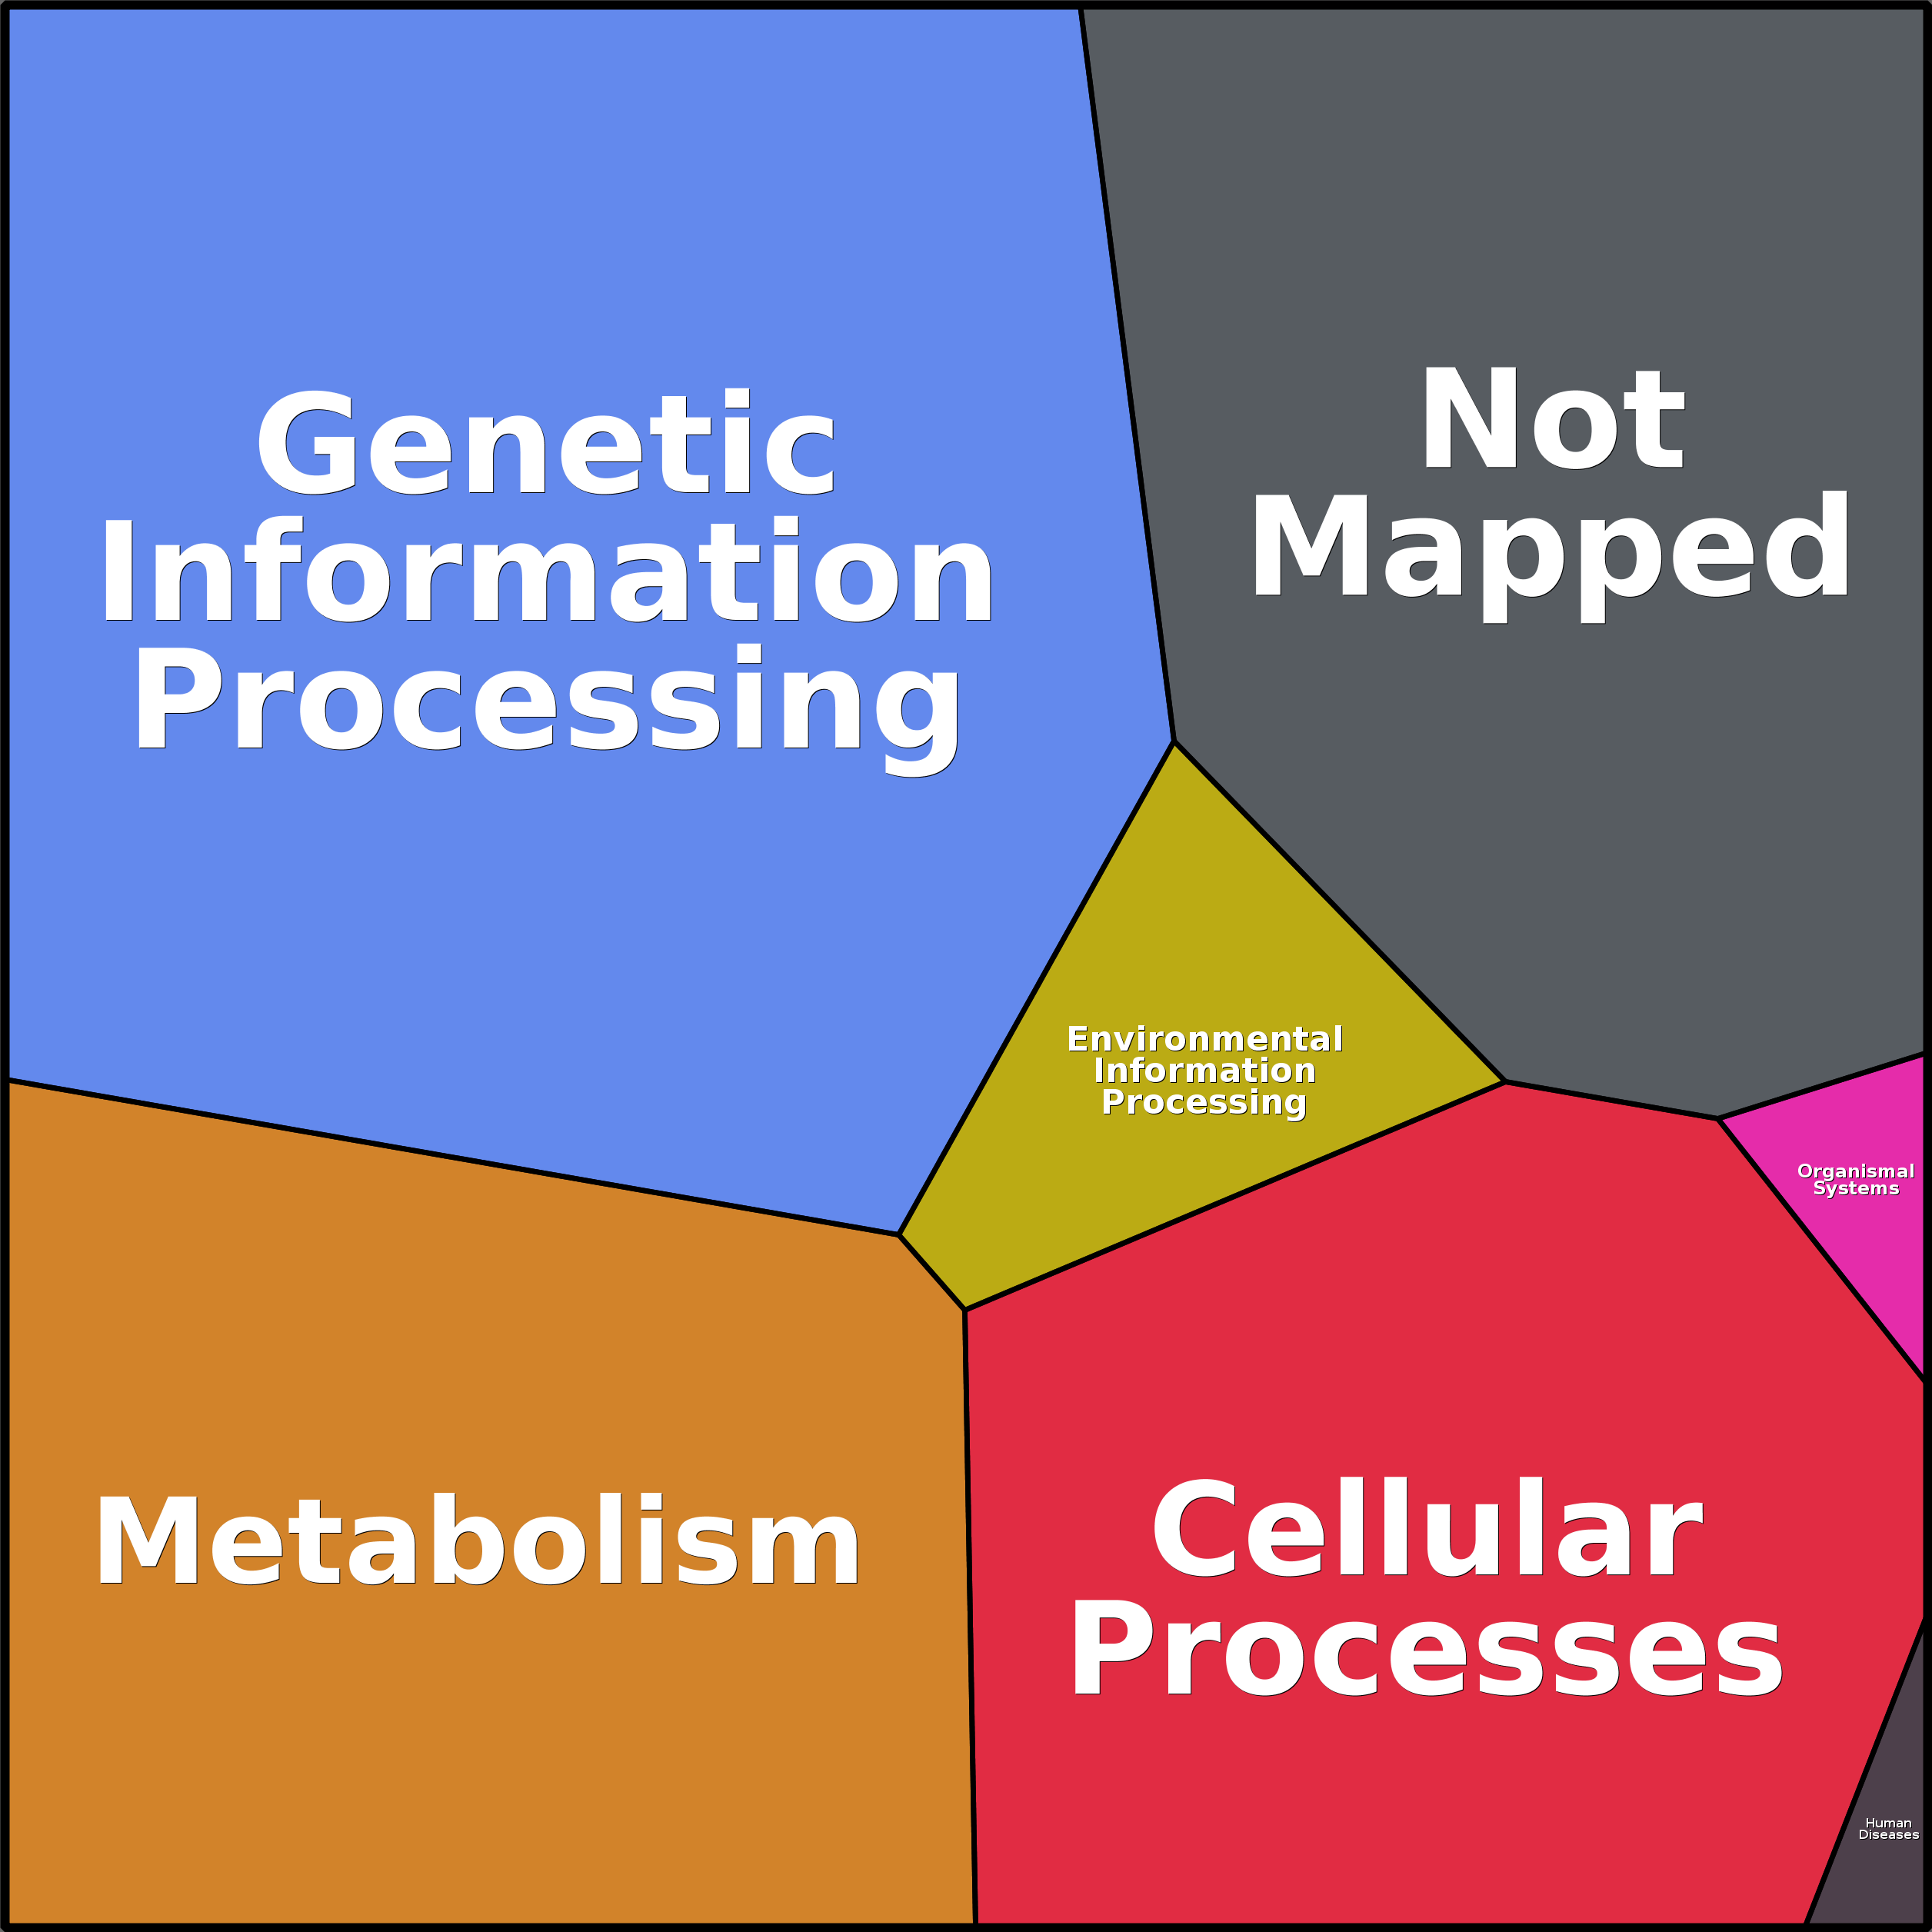 Genetic
Information
Processing
Not
Mapped
Environmental
Information
Processing
Organismal
Systems
Metabolism
Cellular
Processes
Human
Diseases